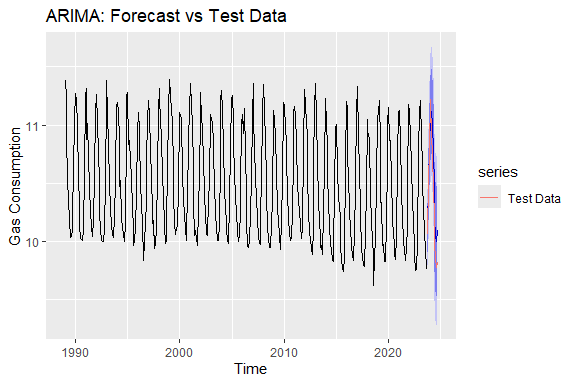 ARIMA: Forecast vs Test Data
Gas Consumption
11
10
1990
2000
2010
2020
Time
series
Test Data